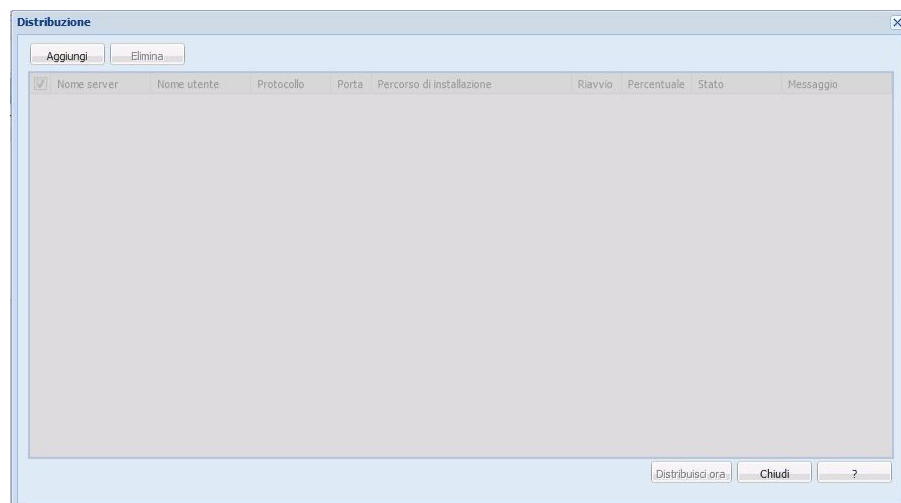 Distribuzione
Aggiungi Elimina
Nome server Nome utente Protocollo Porta Percorso di installazione Riavvio Percentuale Stato Messaggio
Distribuisci ora Chiudi ?